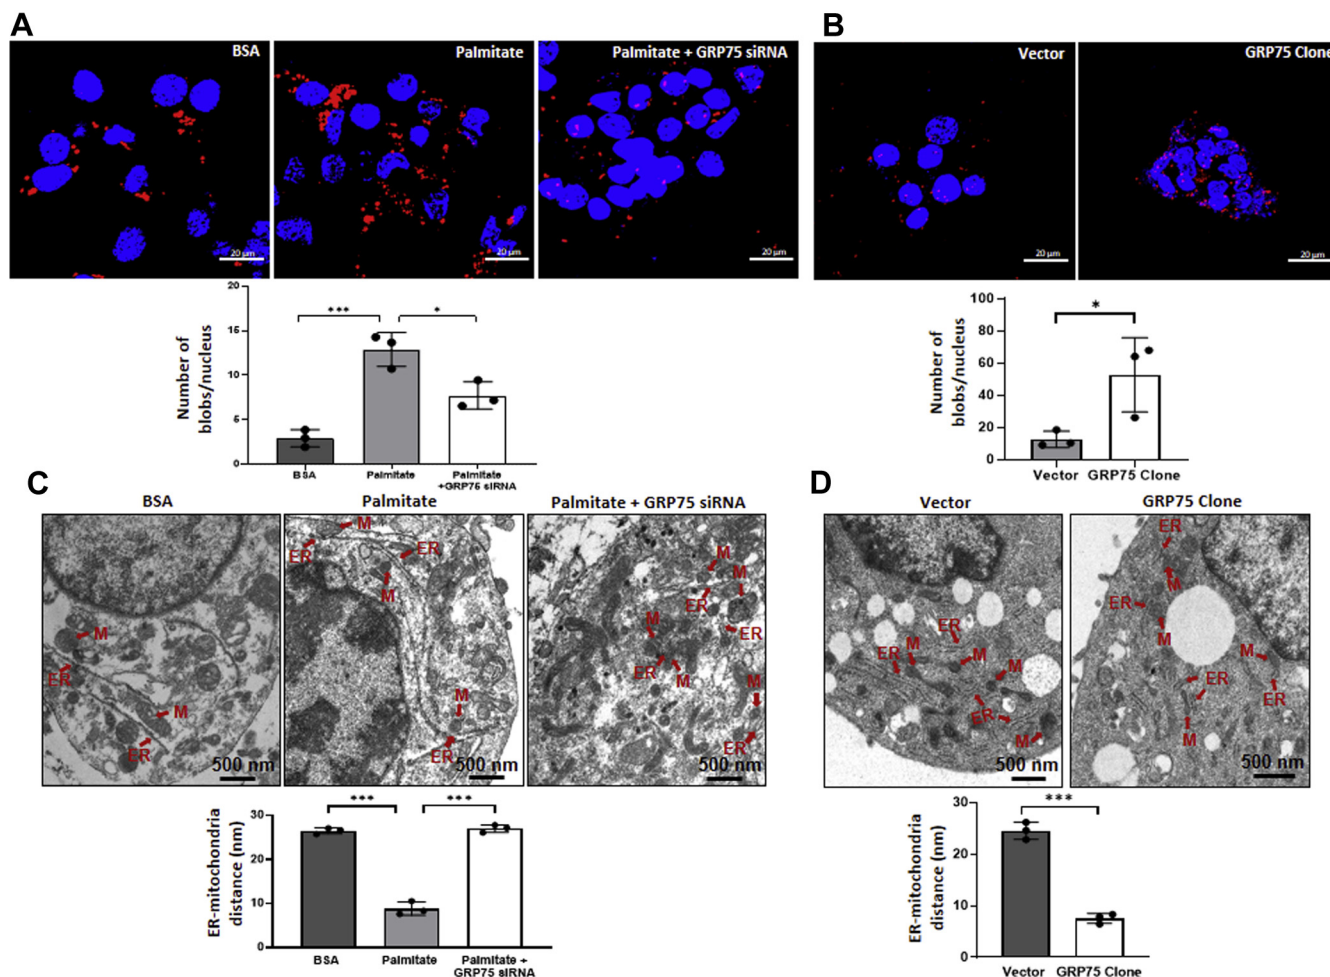 A
BSA
Palmitate
Palmitate + GRP75 siRNA
20 µm
20 µm
20 µm
Number of
blobs/nucleus
20
15
10
5
0
***
*
BSA
Palmitate
Palmitate
+GRP75 siRNA
B
Vector
GRP75 Clone
20 µm
20 µm
Number of
blobs/nucleus
100
80
60
40
20
0
*
Vector
GRP75 Clone
C
BSA
Palmitate
Palmitate + GRP75 siRNA
M
ER
M
ER
500 nm
M
ER
ER
M
M
ER
500 nm
M
M
ER
M
ER
ER
M
M
ER
500 nm
ER-mitochondria
distance (nm)
30
20
10
0
***
***
BSA
Palmitate
Palmitate +
GRP75 siRNA
D
Vector
GRP75 Clone
ER
M
ER
M
M
ER
M
500 nm
ER
M
ER
M
M
ER
ER
M
500 nm
ER-mitochondria
distance (nm)
30
20
10
0
***
Vector
GRP75 Clone